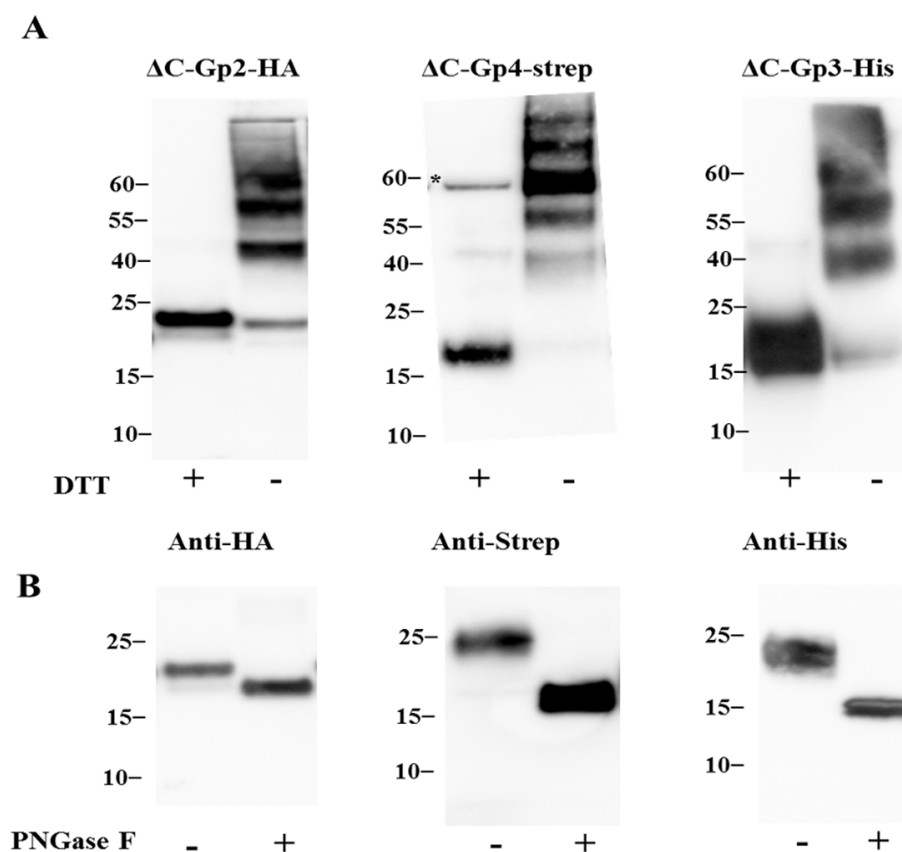 A
ΔC-Gp2-HA ΔC-Gp4-strep ΔC-Gp3-His
60– 60– 60–
*
55– 55– 55–
40– 40– 40–
25– 25– 25–
15– 15– 15–
10– 10– 10–
DTT + - + - + -
Anti-HA Anti-Strep Anti-His
B
25– 25– 25–
15– 15– 15–
10– 10– 10–
PNGase F - + - + - +